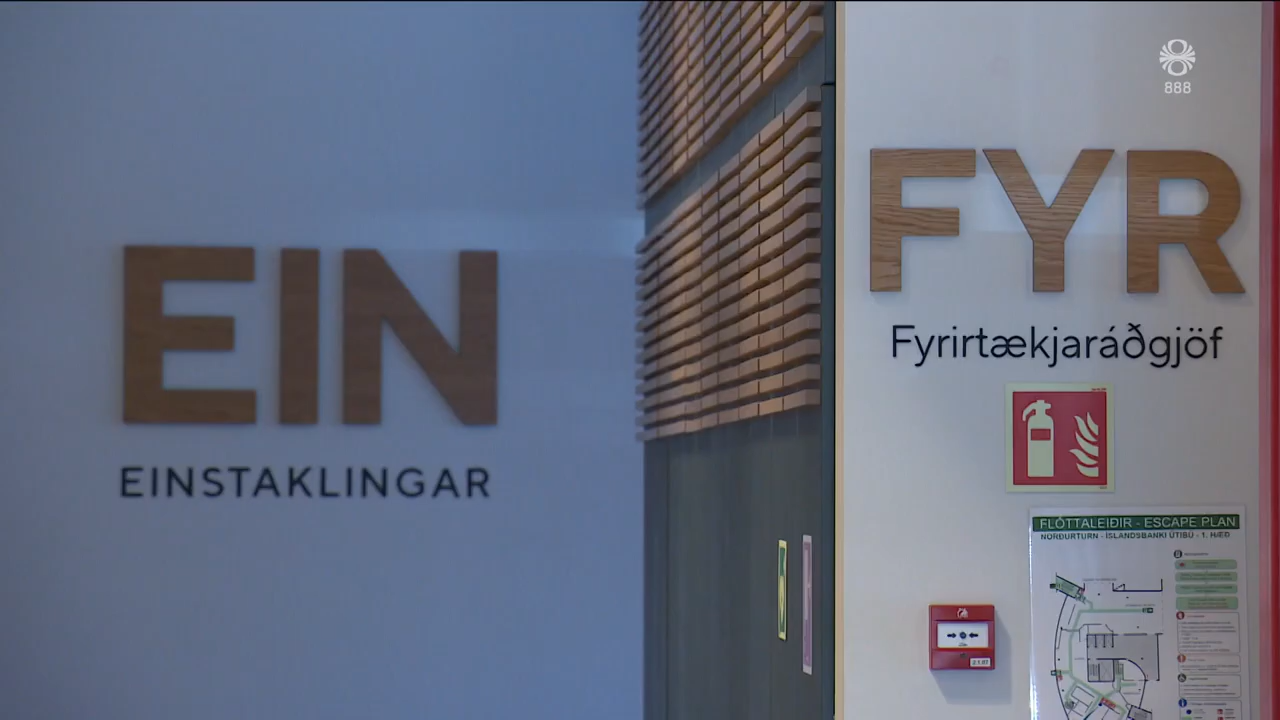 888
EIN
EINSTAKLINGAR
FYR
Fyrirtækjaráðgjöf
FLÓTTALEIÐIR - ESCAPE PLAN
NORÐURTURN - ÍSLANDSBANKI ÚTIBÚ - 1. HÆÐ